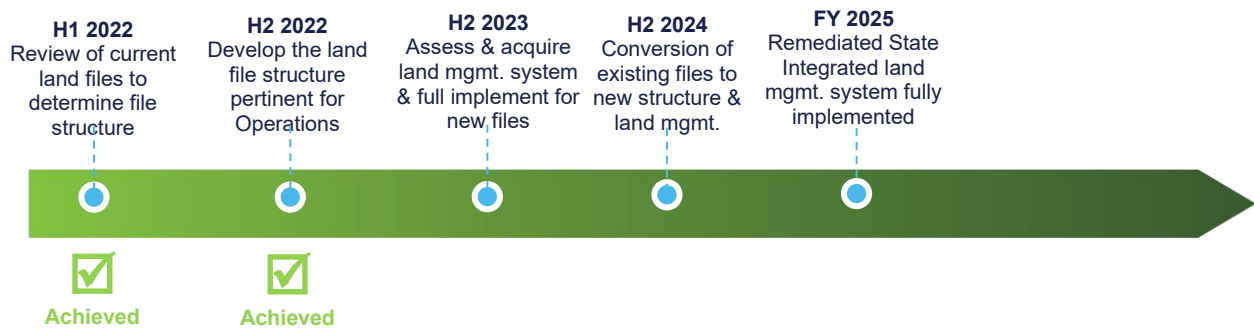 H1 2022
Review of current
land files to
determine file
structure
H2 2022
Develop the land
file structure
pertinent for
Operations
H2 2023
Assess & acquire
land mgmt. system
& full implement for
new files
H2 2024
Conversion of
existing files to
new structure &
land mgmt.
FY 2025
Remediated State
Integrated land
mgmt. system fully
implemented
Achieved
Achieved